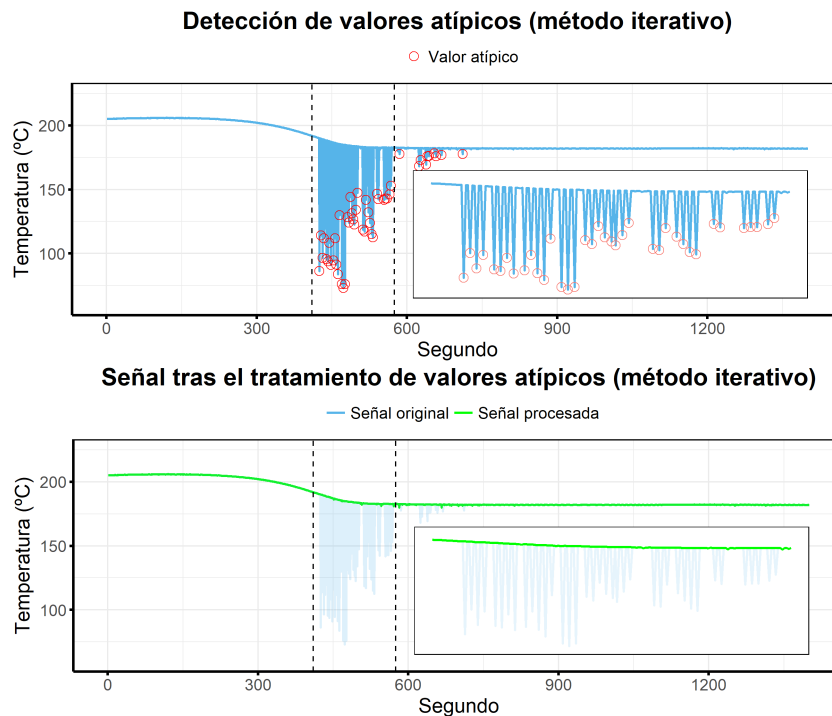 Detección de valores atípicos (método iterativo)
Valor atípico
Temperatura (ºC)
200
150
100
0 300 600 900 1200
Segundo
Señal tras el tratamiento de valores atípicos (método iterativo)
Señal original Señal procesada
Temperatura (ºC)
200
150
100
0 300 600 900 1200
Segundo